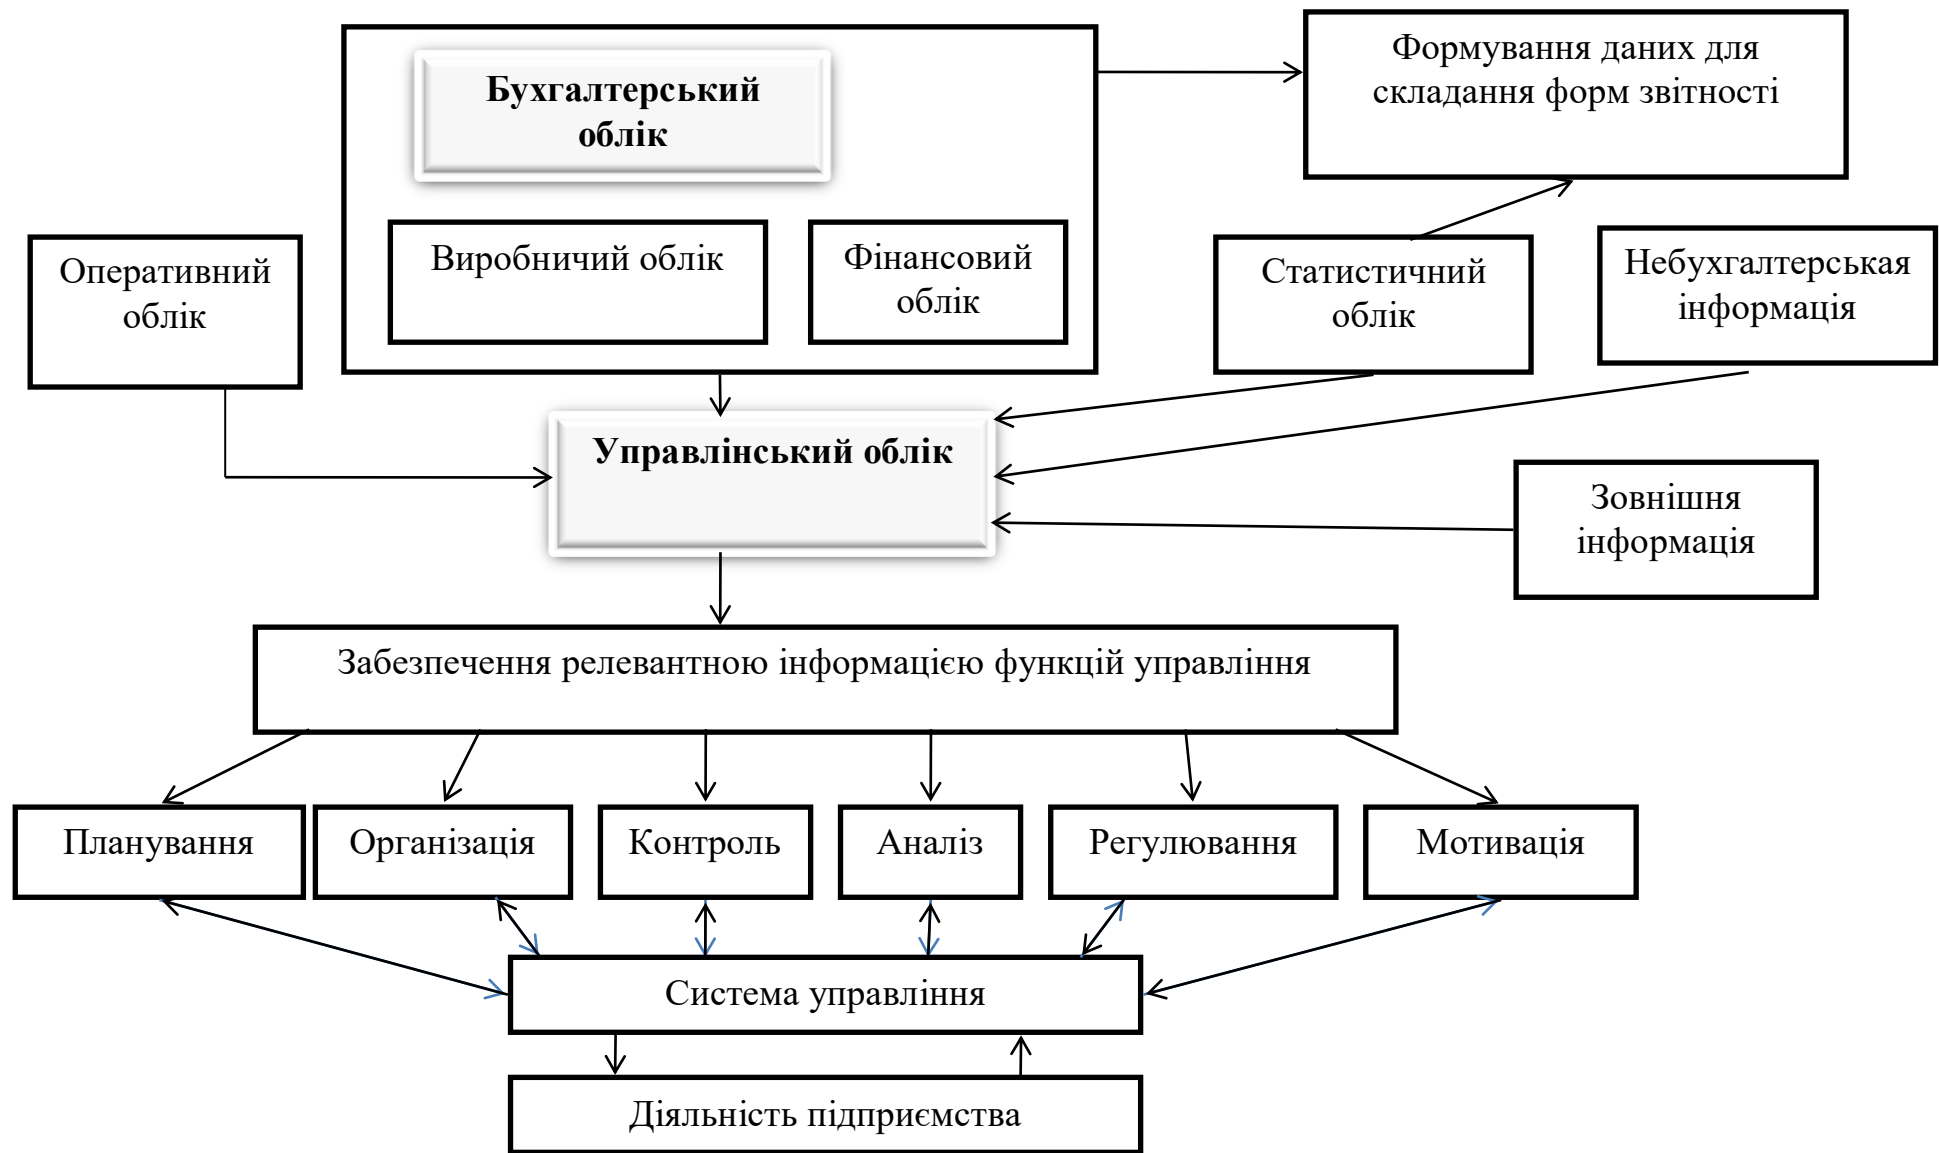 Бухгалтерський
облік
Формування даних для
складання форм звітності
Оперативний
облік
Виробничий облік
Фінансовий
облік
Статистичний
облік
Небухгалтерськая
інформація
Управлінський облік
Зовнішня
інформація
Забезпечення релевантною інформацією функцій управління
Планування
Організація
Контроль
Аналіз
Регулювання
Мотивація
Система управління
Діяльність підприємства